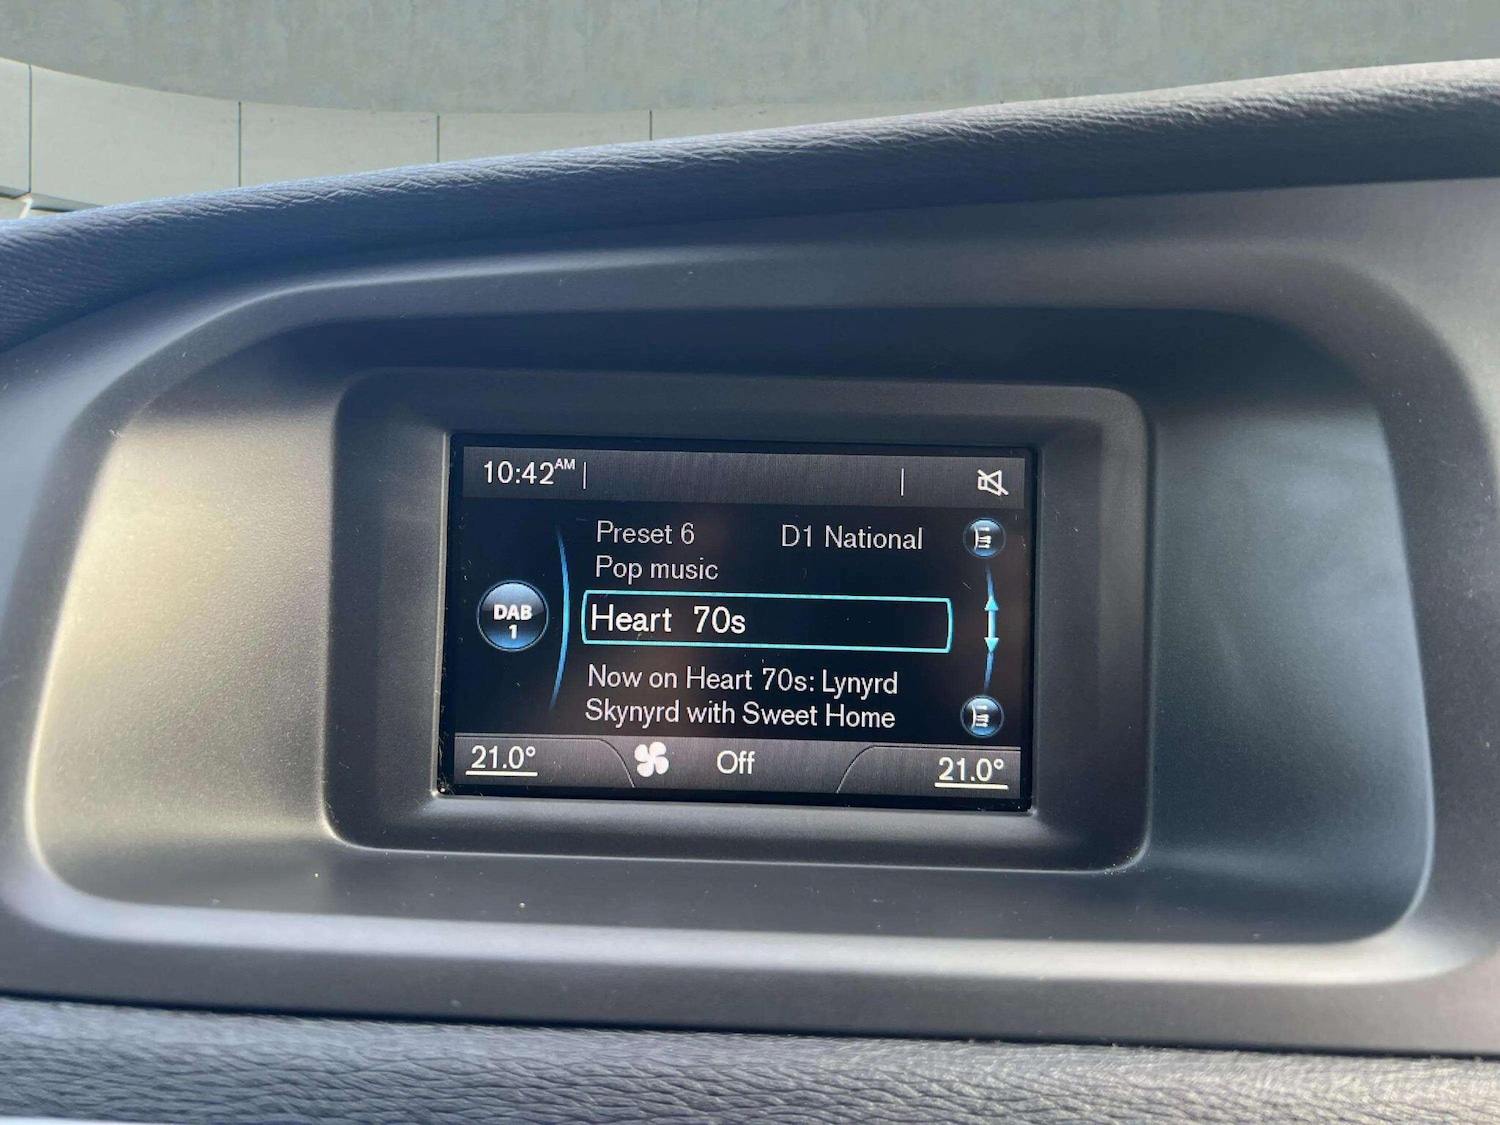 10:42AM
Preset 6 D1 National
Pop music
DAB
1
Heart 70s
Now on Heart 70s: Lynyrd
Skynyrd with Sweet Home
21.0° Off 21.0°